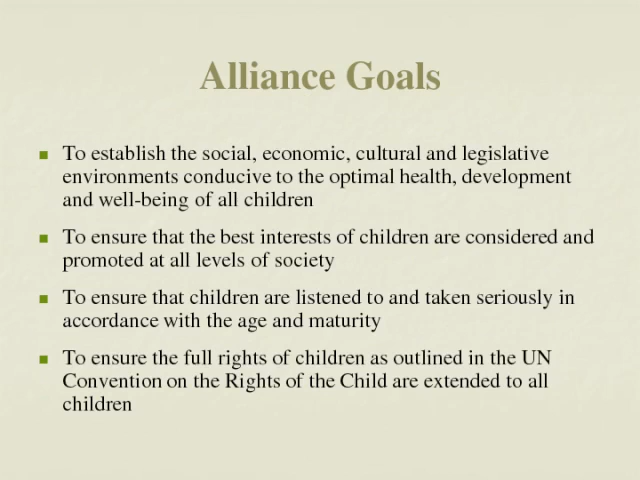 Alliance Goals
To establish the social, economic, cultural and legislative
environments conducive to the optimal health, development
and well-being of all children
To ensure that the best interests of children are considered and
promoted at all levels of society
To ensure that children are listened to and taken seriously in
accordance with the age and maturity
To ensure the full rights of children as outlined in the UN
Convention on the Rights of the Child are extended to all
children